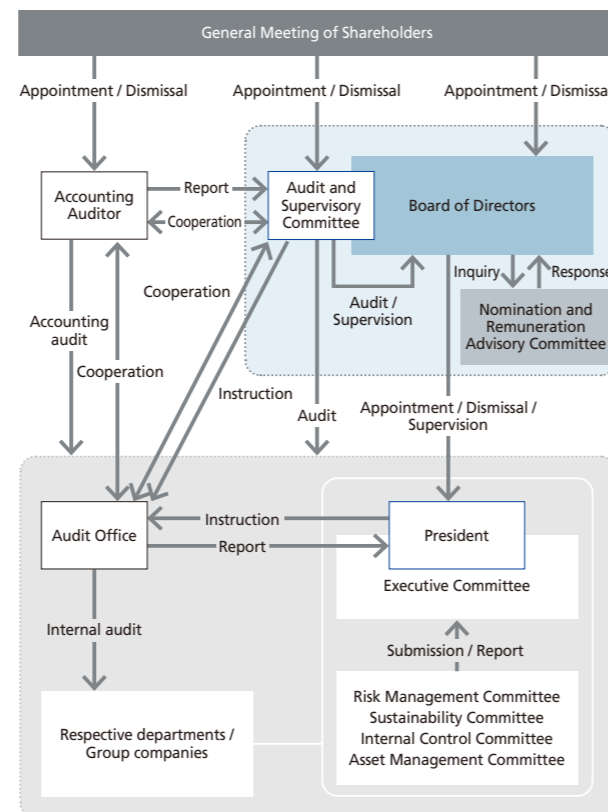 General Meeting of Shareholders
Appointment / Dismissal
Appointment / Dismissal
Appointment / Dismissal
Accounting
Auditor
Report
Cooperation
Audit and
Supervisory
Committee
Board of Directors
Inquiry
Response
Nomination and
Remuneration
Advisory Committee
Audit /
Supervision
Cooperation
Accounting
audit
Cooperation
Instruction
Audit
Appointment / Dismissal /
Supervision
Audit Office
Instruction
Report
President
Executive Committee
Internal audit
Submission / Report
Respective departments /
Group companies
Risk Management Committee
Sustainability Committee
Internal Control Committee
Asset Management Committee